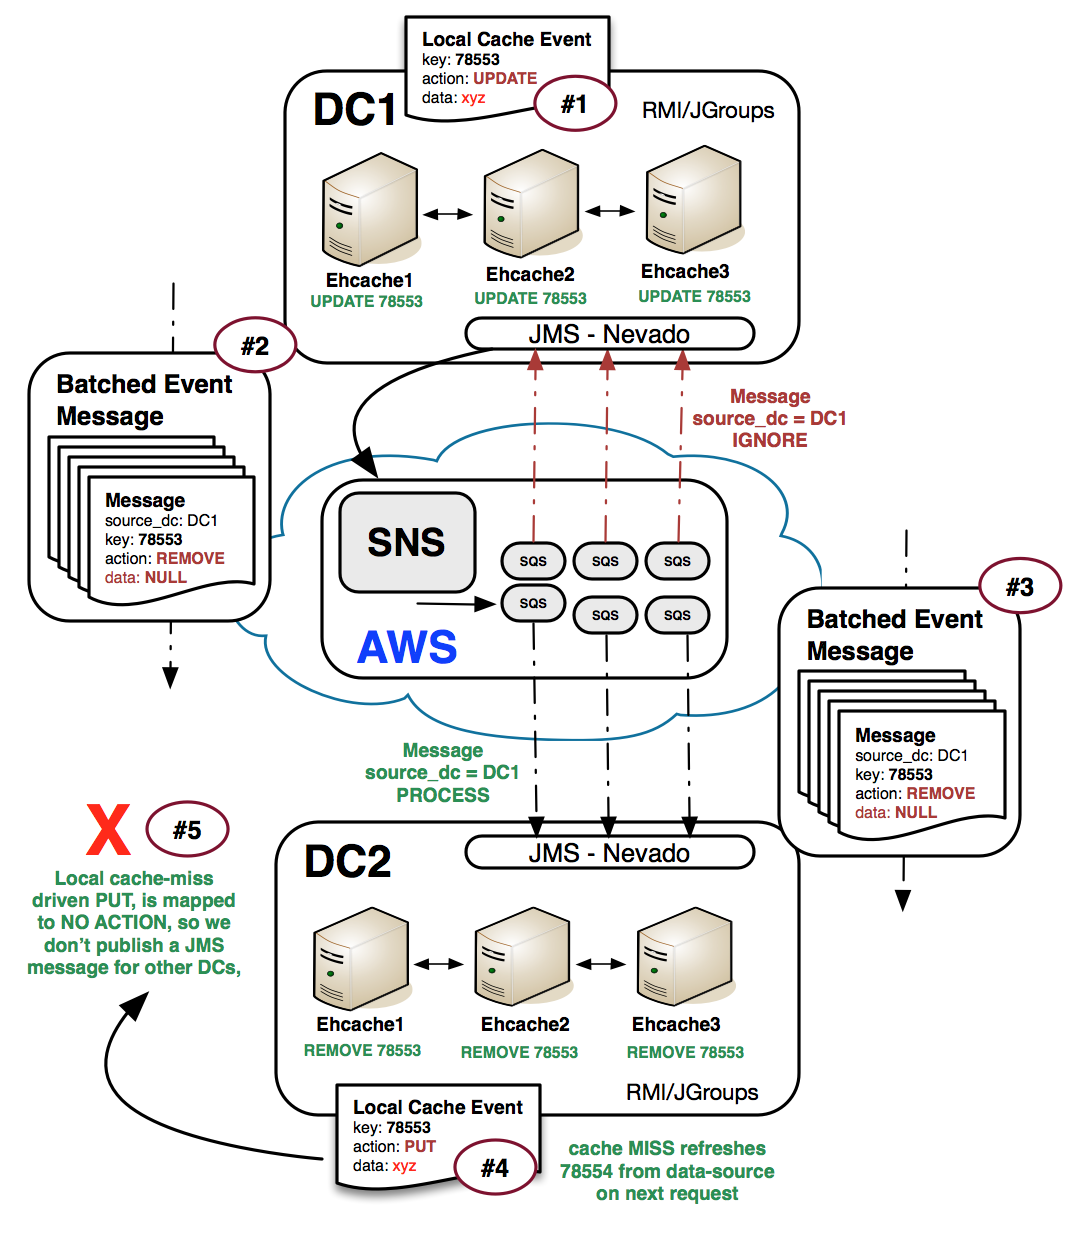 Local Cache Event
key: 78553
action: UPDATE
data: xyz
#1
DC1
RMI/JGroups
Ehcache1
UPDATE 78553
Ehcache2
UPDATE 78553
Ehcache3
UPDATE 78553
JMS - Nevado
#2
Batched Event
Message
Message
source_dc: DC1
key: 78553
action: REMOVE
data: NULL
Message
source_dc = DC1
IGNORE
SNS
SQS
SQS
SQS
SQS
SQS
SQS
AWS
#3
Batched Event
Message
Message
source_dc: DC1
key: 78553
action: REMOVE
data: NULL
Message
source_dc = DC1
PROCESS
X
#5
Local cache-miss
driven PUT, is mapped
to NO ACTION, so we
don't publish a JMS
message for other DCs,
DC2
JMS - Nevado
Ehcache1
REMOVE 78553
Ehcache2
REMOVE 78553
Ehcache3
REMOVE 78553
RMI/JGroups
Local Cache Event
key: 78553
action: PUT
data: xyz
#4
cache MISS refreshes
78554 from data-source
on next request